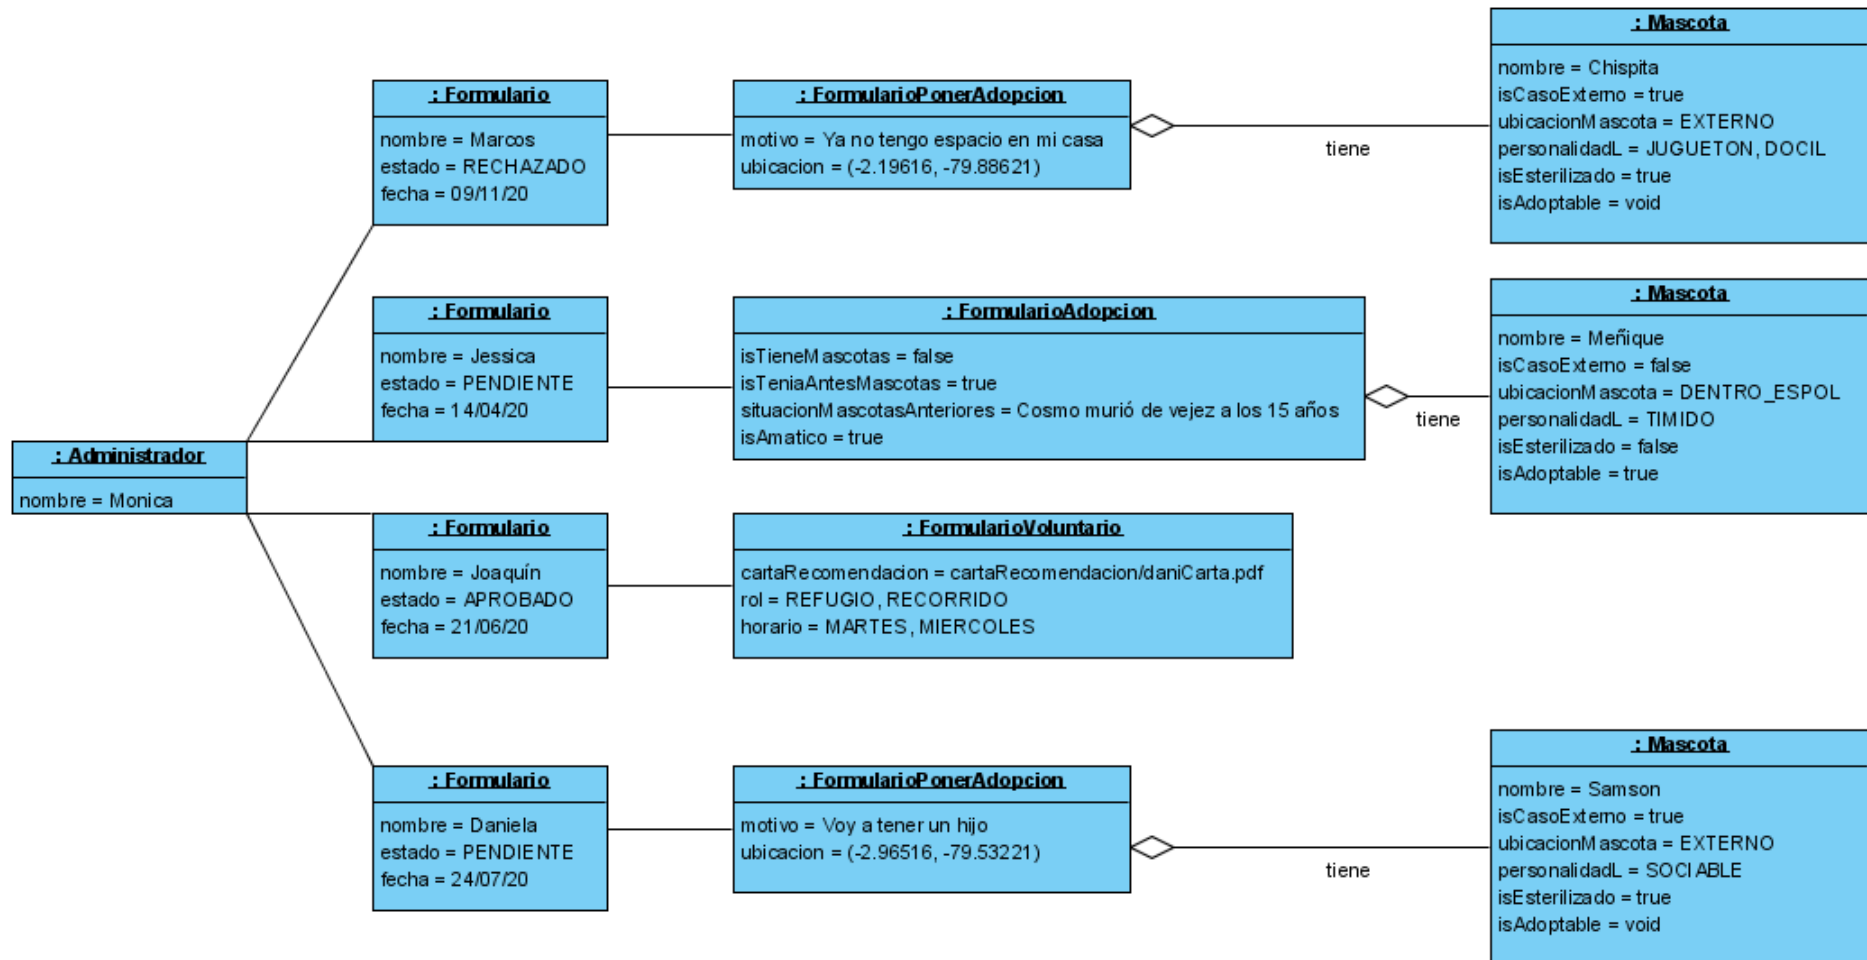 : Mascota
nombre = Chispita
isCasoExterno = true
ubicacionMascota = EXTERNO
personalidadL = JUGUETON, DOCIL
isEsterilizado = true
isAdoptable = void
: Formulario
nombre = Marcos
estado = RECHAZADO
fecha = 09/11/20
: FormularioPonerAdopcion
motivo = Ya no tengo espacio en mi casa
ubicacion = (-2.19616, -79.88621)
tiene
: Formulario
nombre = Jessica
estado = PENDIENTE
fecha = 14/04/20
: FormularioAdopcion
isTieneMascotas = false
isTeniaAntesMascotas = true
situacionMascotasAnteriores = Cosmo murió de vejez a los 15 años
isAmatico = true
tiene
: Mascota
nombre = Meñique
isCasoExterno = false
ubicacionMascota = DENTRO_ESPOL
personalidadL = TIMIDO
isEsterilizado = false
isAdoptable = true
: Administrador
nombre = Monica
: Formulario
nombre = Joaquín
estado = APROBADO
fecha = 21/06/20
: FormularioVoluntario
cartaRecomendacion = cartaRecomendacion/daniCarta.pdf
rol = REFUGIO, RECORRIDO
horario = MARTES, MIERCOLES
: Formulario
nombre = Daniela
estado = PENDIENTE
fecha = 24/07/20
: FormularioPonerAdopcion
motivo = Voy a tener un hijo
ubicacion = (-2.96516, -79.53221)
tiene
: Mascota
nombre = Samson
isCasoExterno = true
ubicacionMascota = EXTERNO
personalidadL = SOCIABLE
isEsterilizado = true
isAdoptable = void